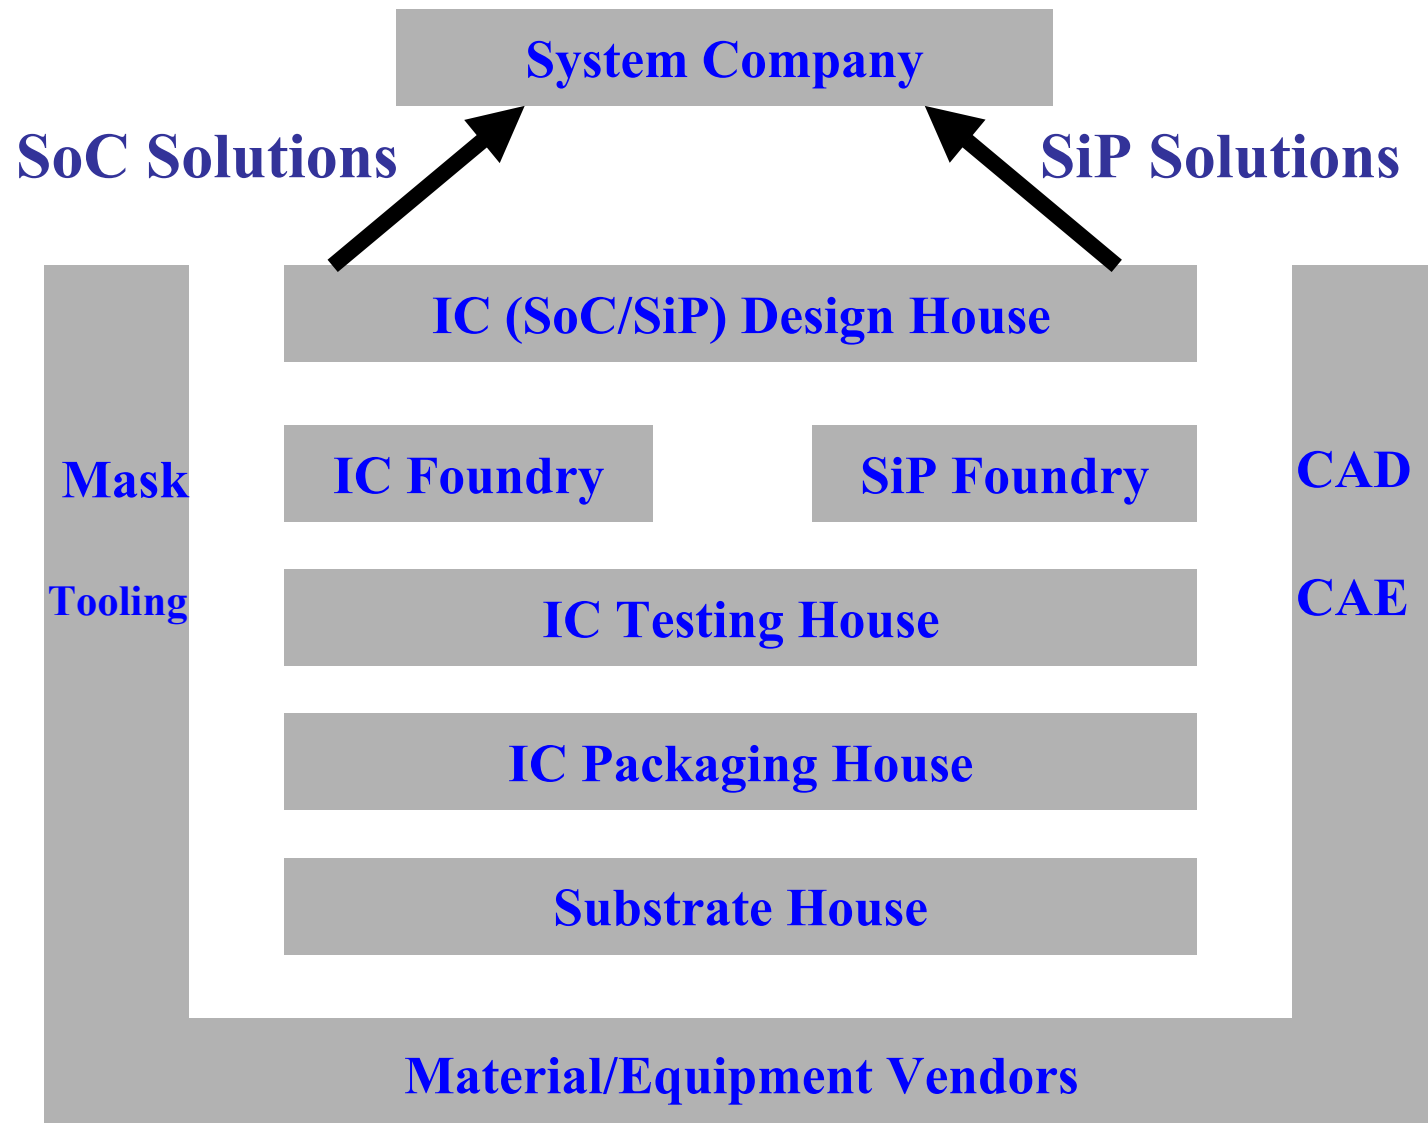 System Company
SoC Solutions
SiP Solutions
IC (SoC/SiP) Design House
Mask
IC Foundry
SiP Foundry
CAD
Tooling
IC Testing House
CAE
IC Packaging House
Substrate House
Material/Equipment Vendors